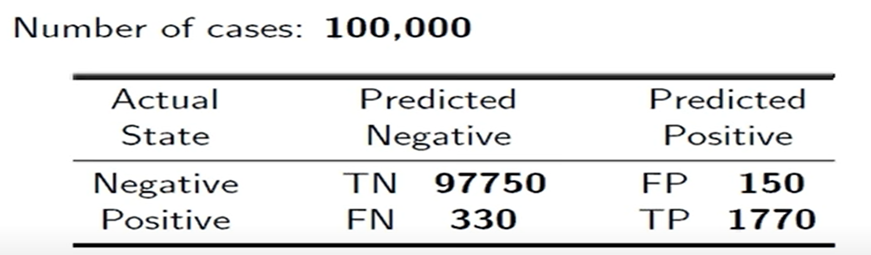 Number of cases: 100,000
Actual Predicted Predicted
State Negative Positive
Negative TN 97750 FP 150
Positive FN 330 TP 1770